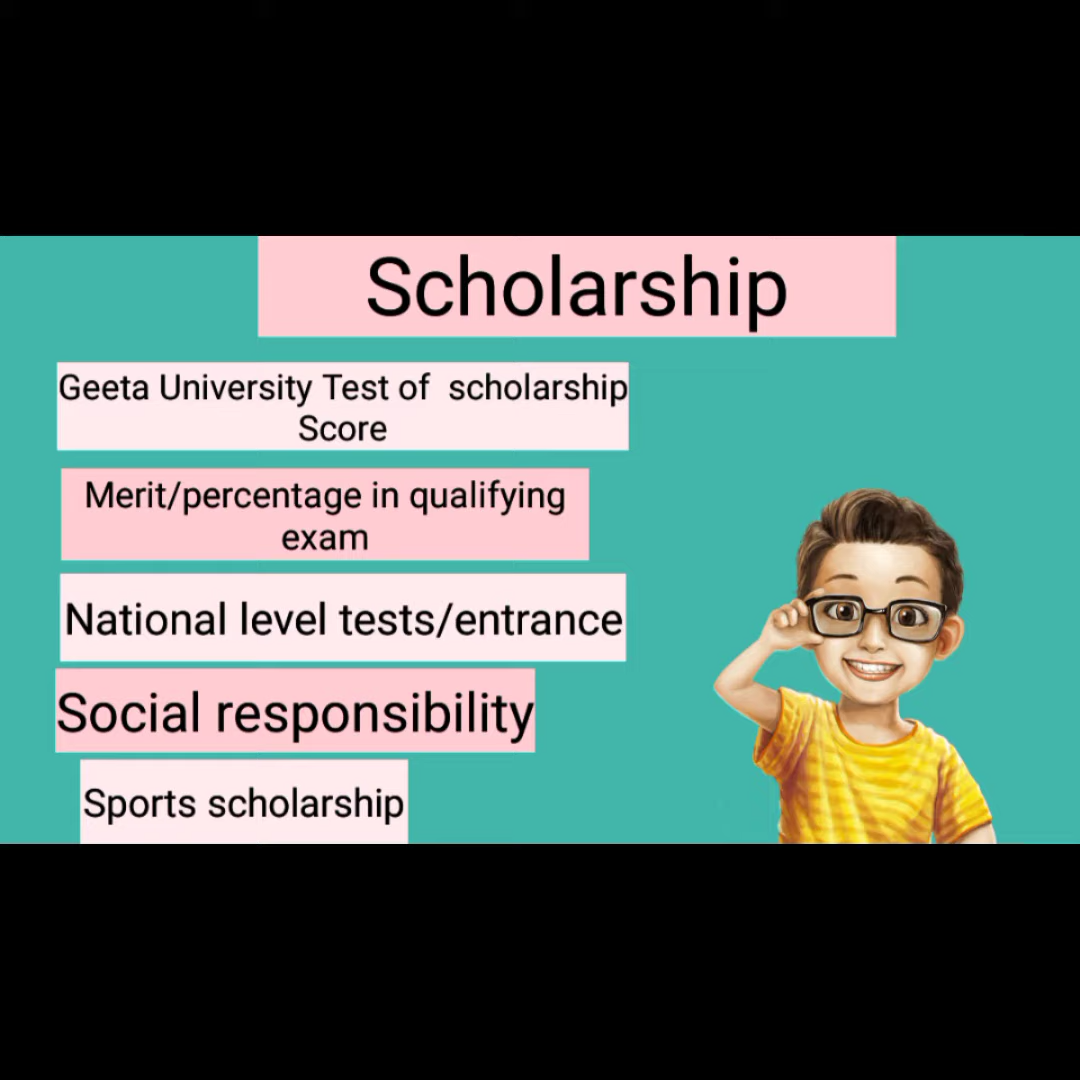 Scholarship
Geeta University Test of scholarship
Score
Merit/percentage in qualifying
exam
National level tests/entrance
Social responsibility
Sports scholarship